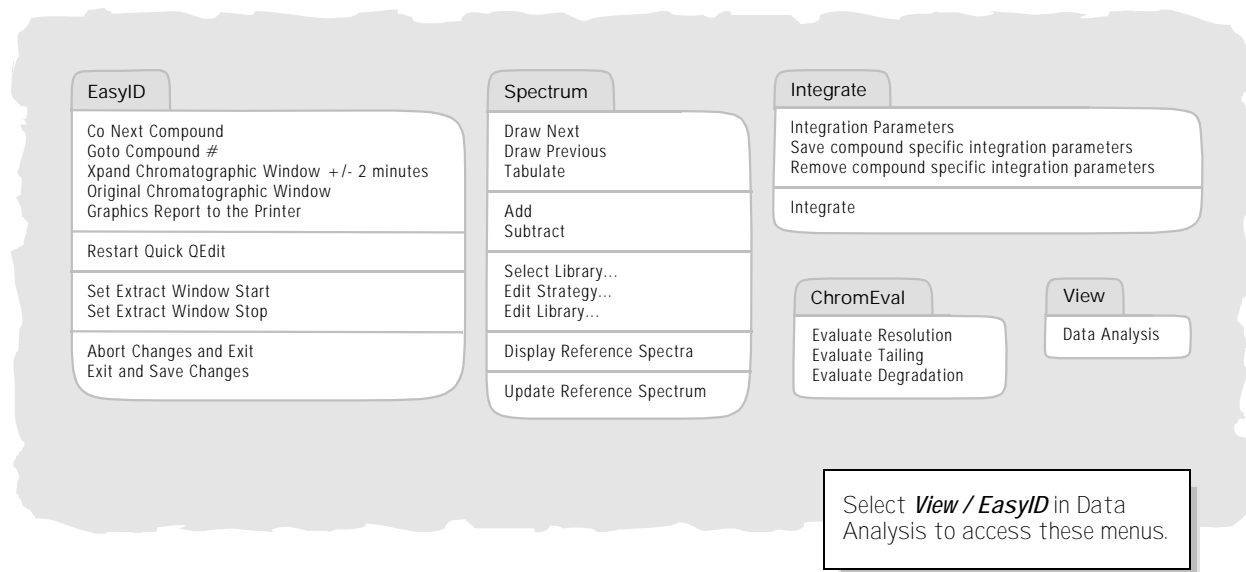 EasyID
Co Next Compound
Goto Compound #
Xpand Chromatographic Window +/- 2 minutes
Original Chromatographic Window
Graphics Report to the Printer
Restart Quick QEdit
Set Extract Window Start
Set Extract Window Stop
Abort Changes and Exit
Exit and Save Changes
Spectrum
Draw Next
Draw Previous
Tabulate
Add
Subtract
Select Library...
Edit Strategy...
Edit Library...
Display Reference Spectra
Update Reference Spectrum
Integrate
Integration Parameters
Save compound specific integration parameters
Remove compound specific integration parameters
Integrate
ChromEval
Evaluate Resolution
Evaluate Tailing
Evaluate Degradation
View
Data Analysis
Select View / EasyID in Data
Analysis to access these menus.